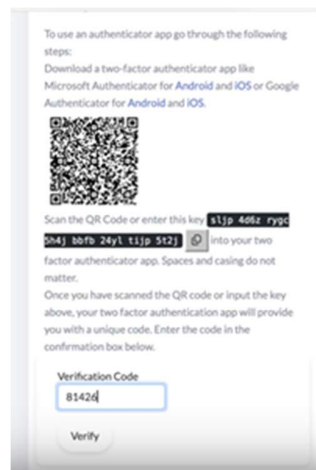 To use an authenticator app go through the following
steps:
Download a two-factor authenticator app like
Microsoft Authenticator for Android and iOS or Google
Authenticator for Android and iOS.
Scan the QR Code or enter this key sljp 4d6z rygc
5h4j bbfb 24yl tijp 5t2j into your two
factor authenticator app. Spaces and casing do not
matter.
Once you have scanned the QR code or input the key
above, your two factor authentication app will provide
you with a unique code. Enter the code in the
confirmation box below.
Verification Code
81426
Verify